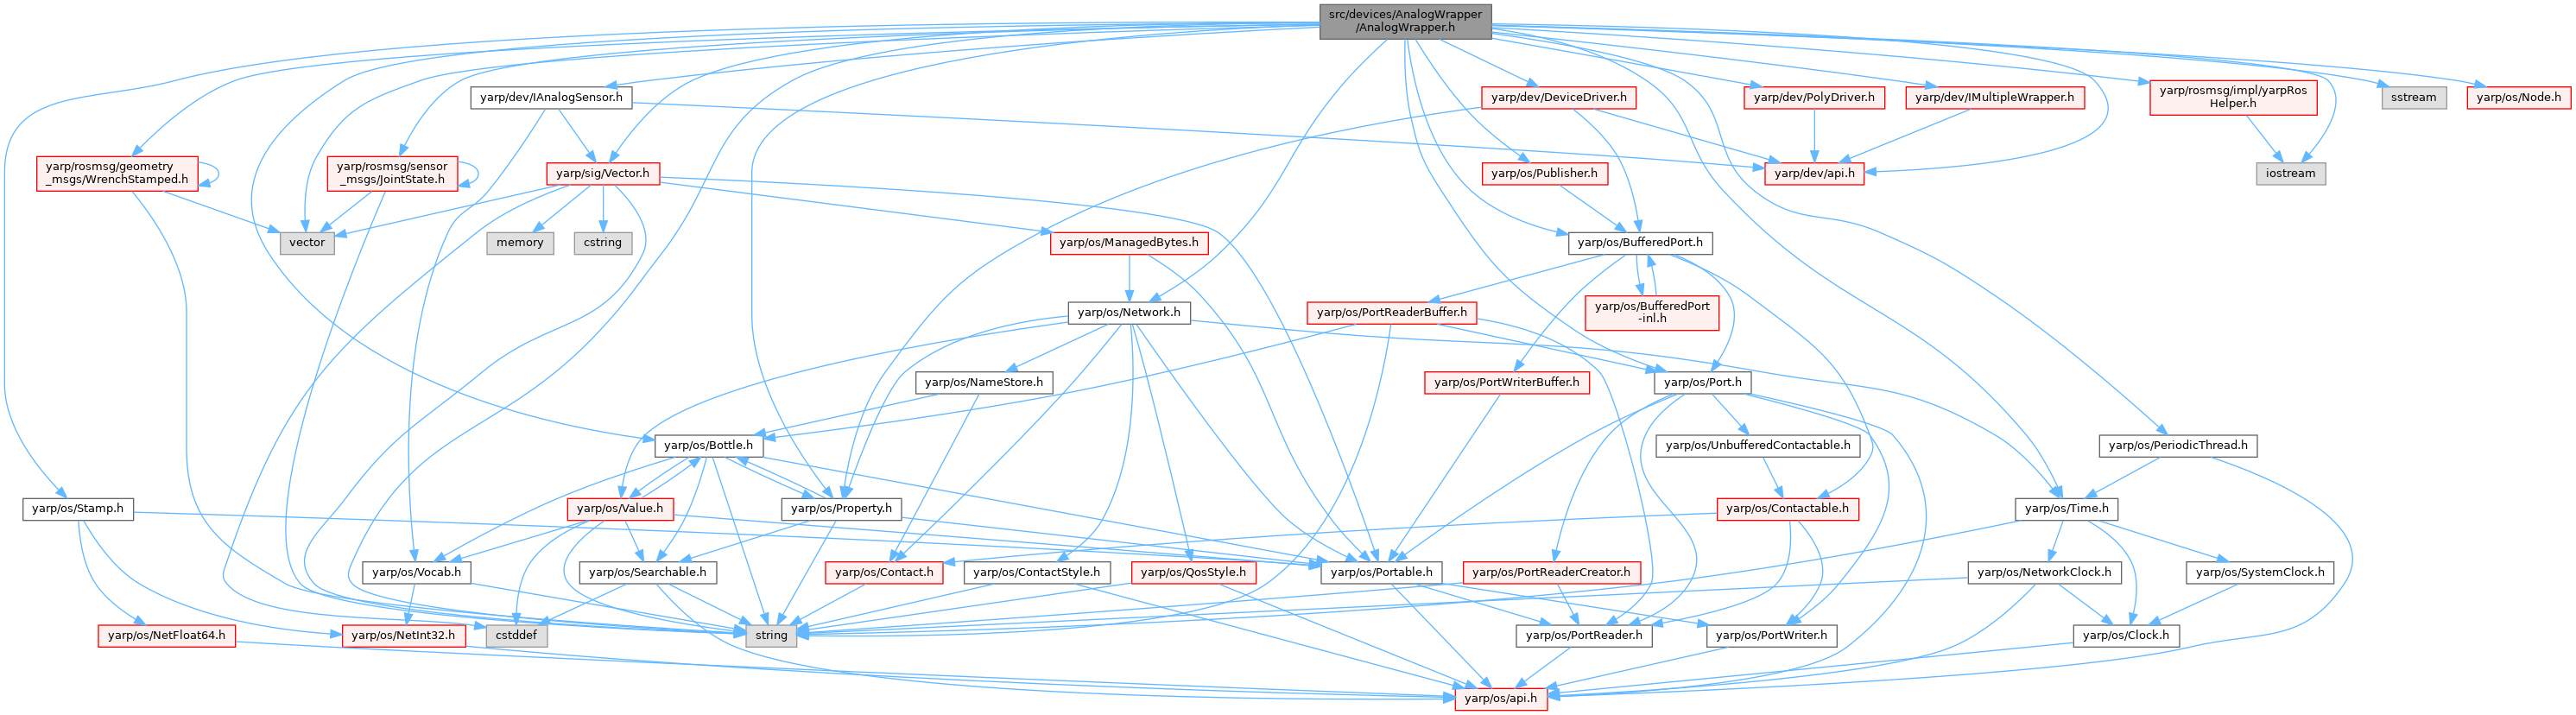 src/devices/AnalogWrapper
/AnalogWrapper.h
yarp/dev/IAnalogSensor.h
yarp/dev/DeviceDriver.h
yarp/dev/PolyDriver.h
yarp/dev/IMultipleWrapper.h
yarp/rosmsg/impl/yarpRos
Helper.h
sstream
yarp/os/Node.h
yarp/rosmsg/geometry
_msgs/WrenchStamped.h
yarp/rosmsg/sensor
_msgs/JointState.h
yarp/sig/Vector.h
yarp/os/Publisher.h
yarp/dev/api.h
iostream
vector
memory
cstring
yarp/os/ManagedBytes.h
yarp/os/BufferedPort.h
yarp/os/Network.h
yarp/os/PortReaderBuffer.h
yarp/os/BufferedPort
-inl.h
yarp/os/NameStore.h
yarp/os/PortWriterBuffer.h
yarp/os/Port.h
yarp/os/Bottle.h
yarp/os/UnbufferedContactable.h
yarp/os/PeriodicThread.h
yarp/os/Stamp.h
yarp/os/Value.h
yarp/os/Property.h
yarp/os/Contactable.h
yarp/os/Time.h
yarp/os/Vocab.h
yarp/os/Searchable.h
yarp/os/Contact.h
yarp/os/ContactStyle.h
yarp/os/QosStyle.h
yarp/os/Portable.h
yarp/os/PortReaderCreator.h
yarp/os/NetworkClock.h
yarp/os/SystemClock.h
yarp/os/NetFloat64.h
yarp/os/NetInt32.h
cstddef
string
yarp/os/PortReader.h
yarp/os/PortWriter.h
yarp/os/Clock.h
yarp/os/api.h